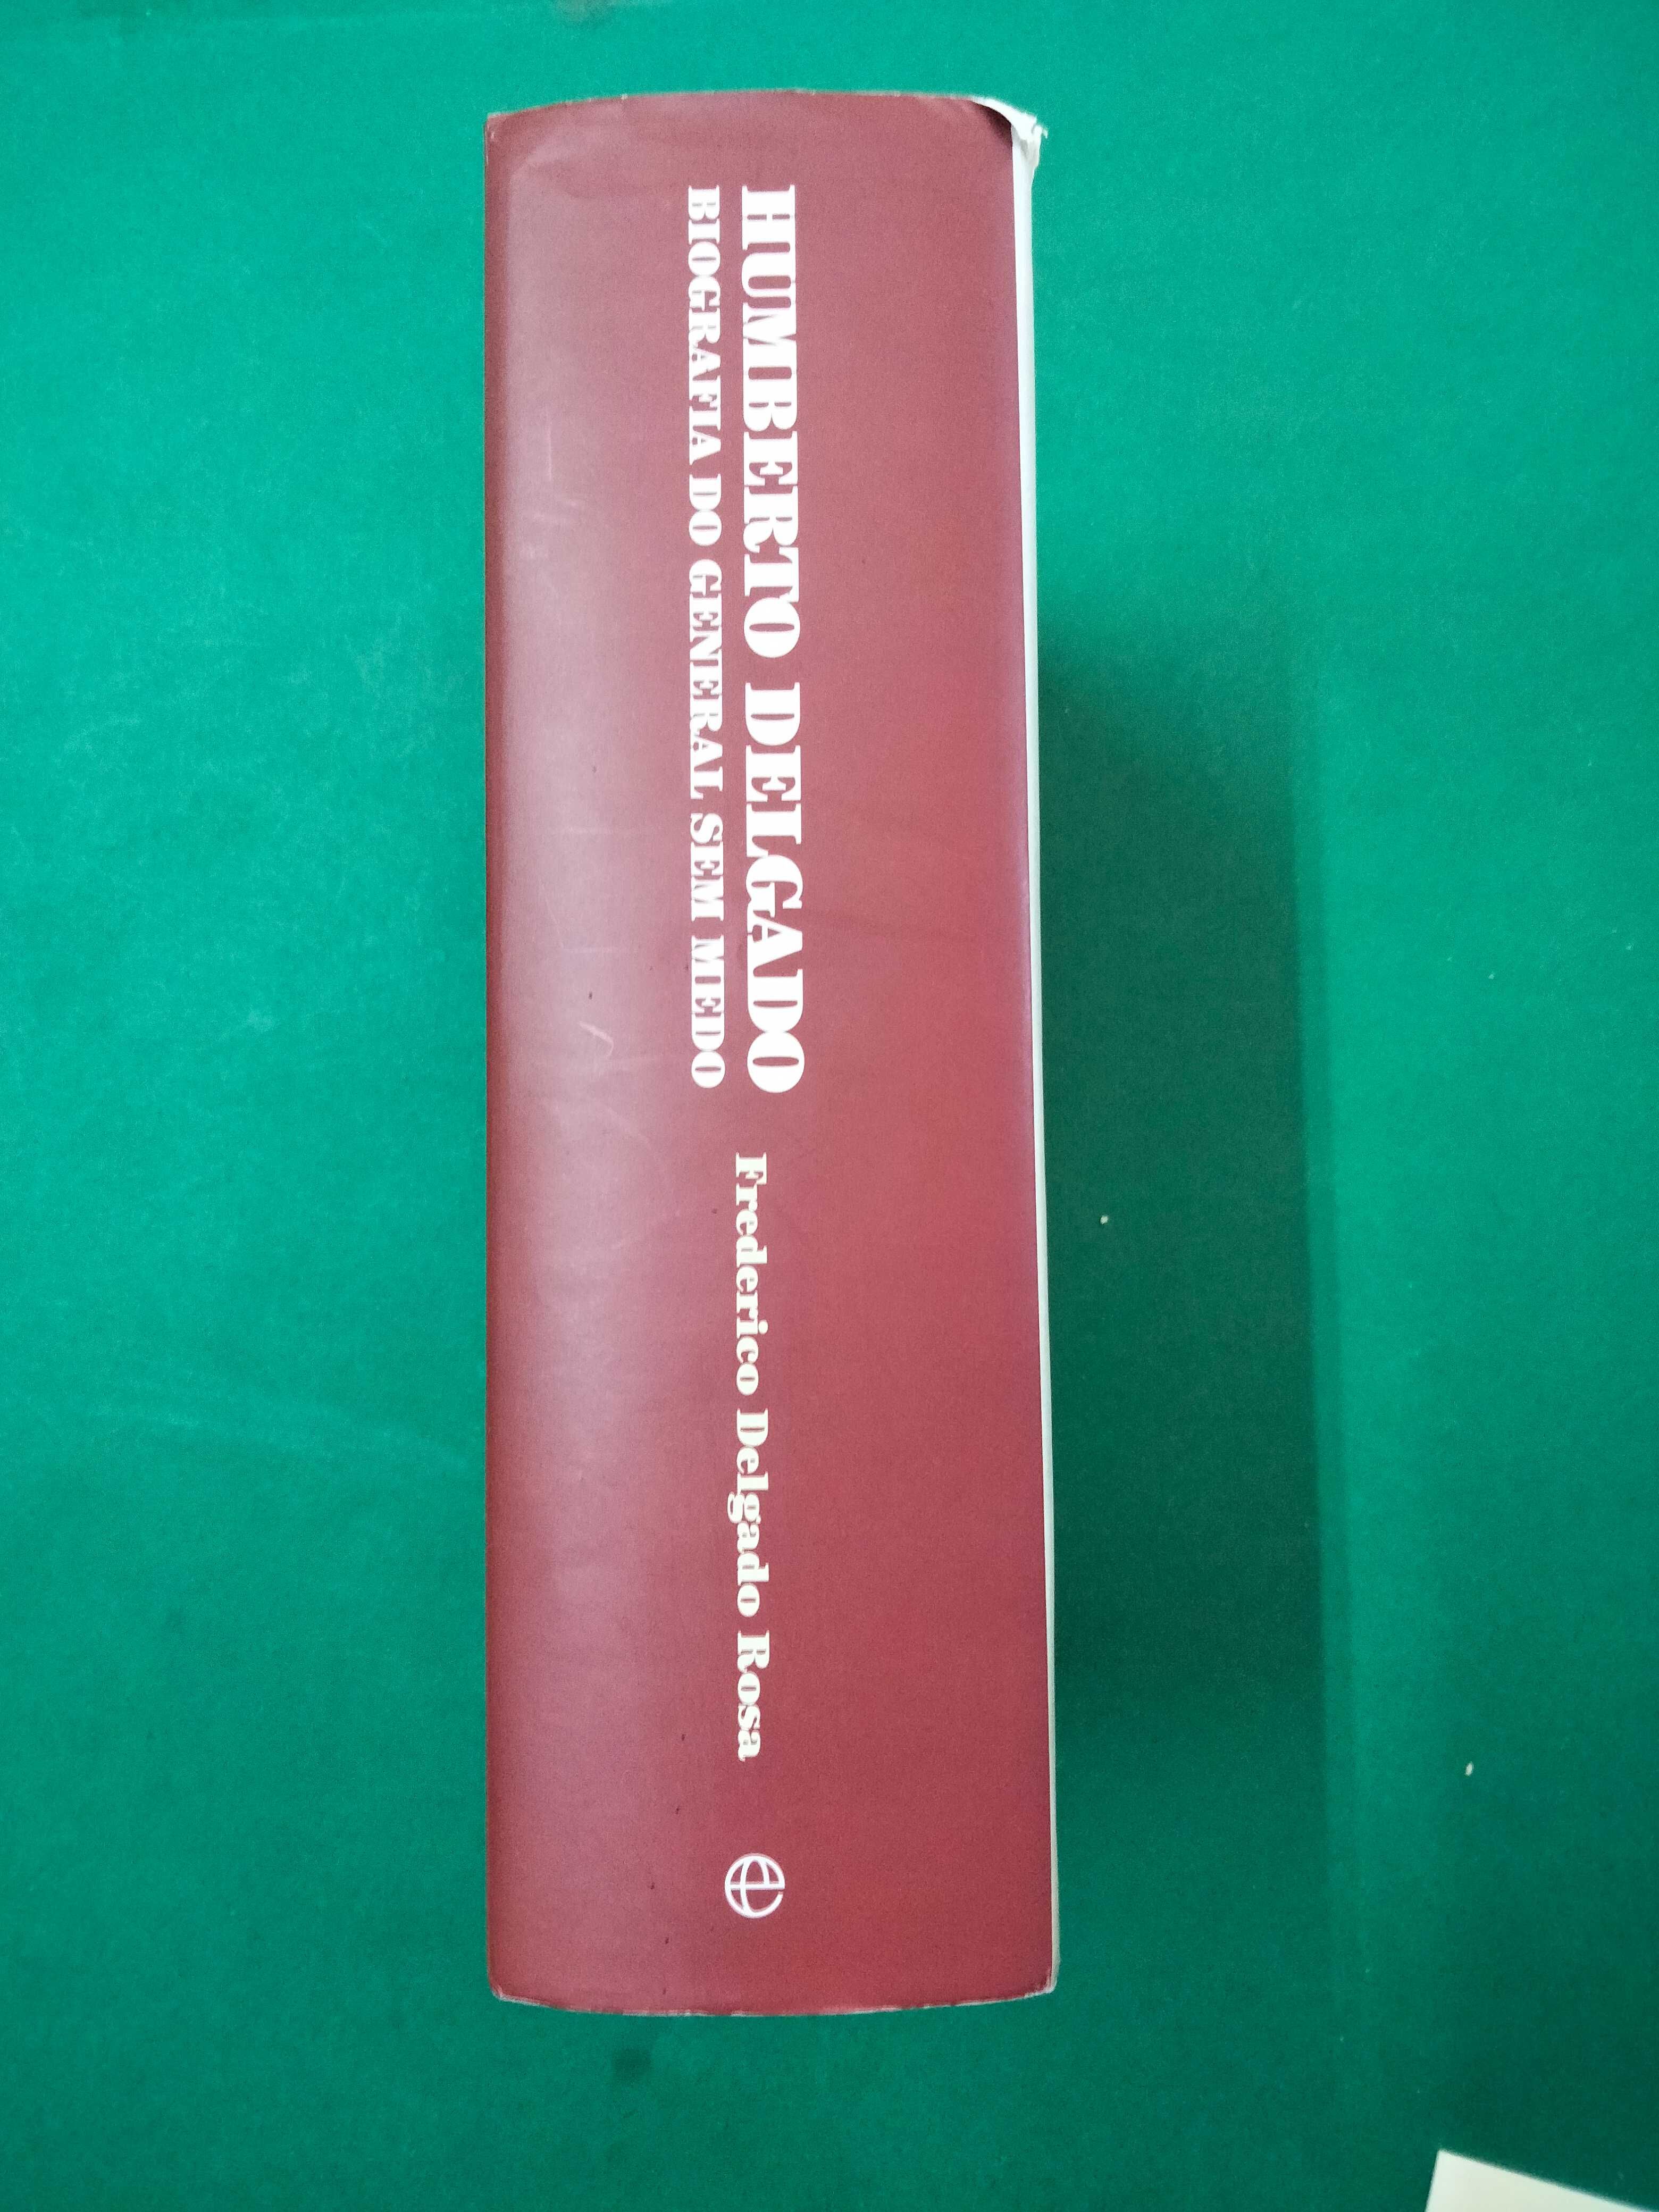 HUMBERTO DELGADO
BIOGRAFIA DO GENERAL SEM MEDO
Frederico Delgado Rosa